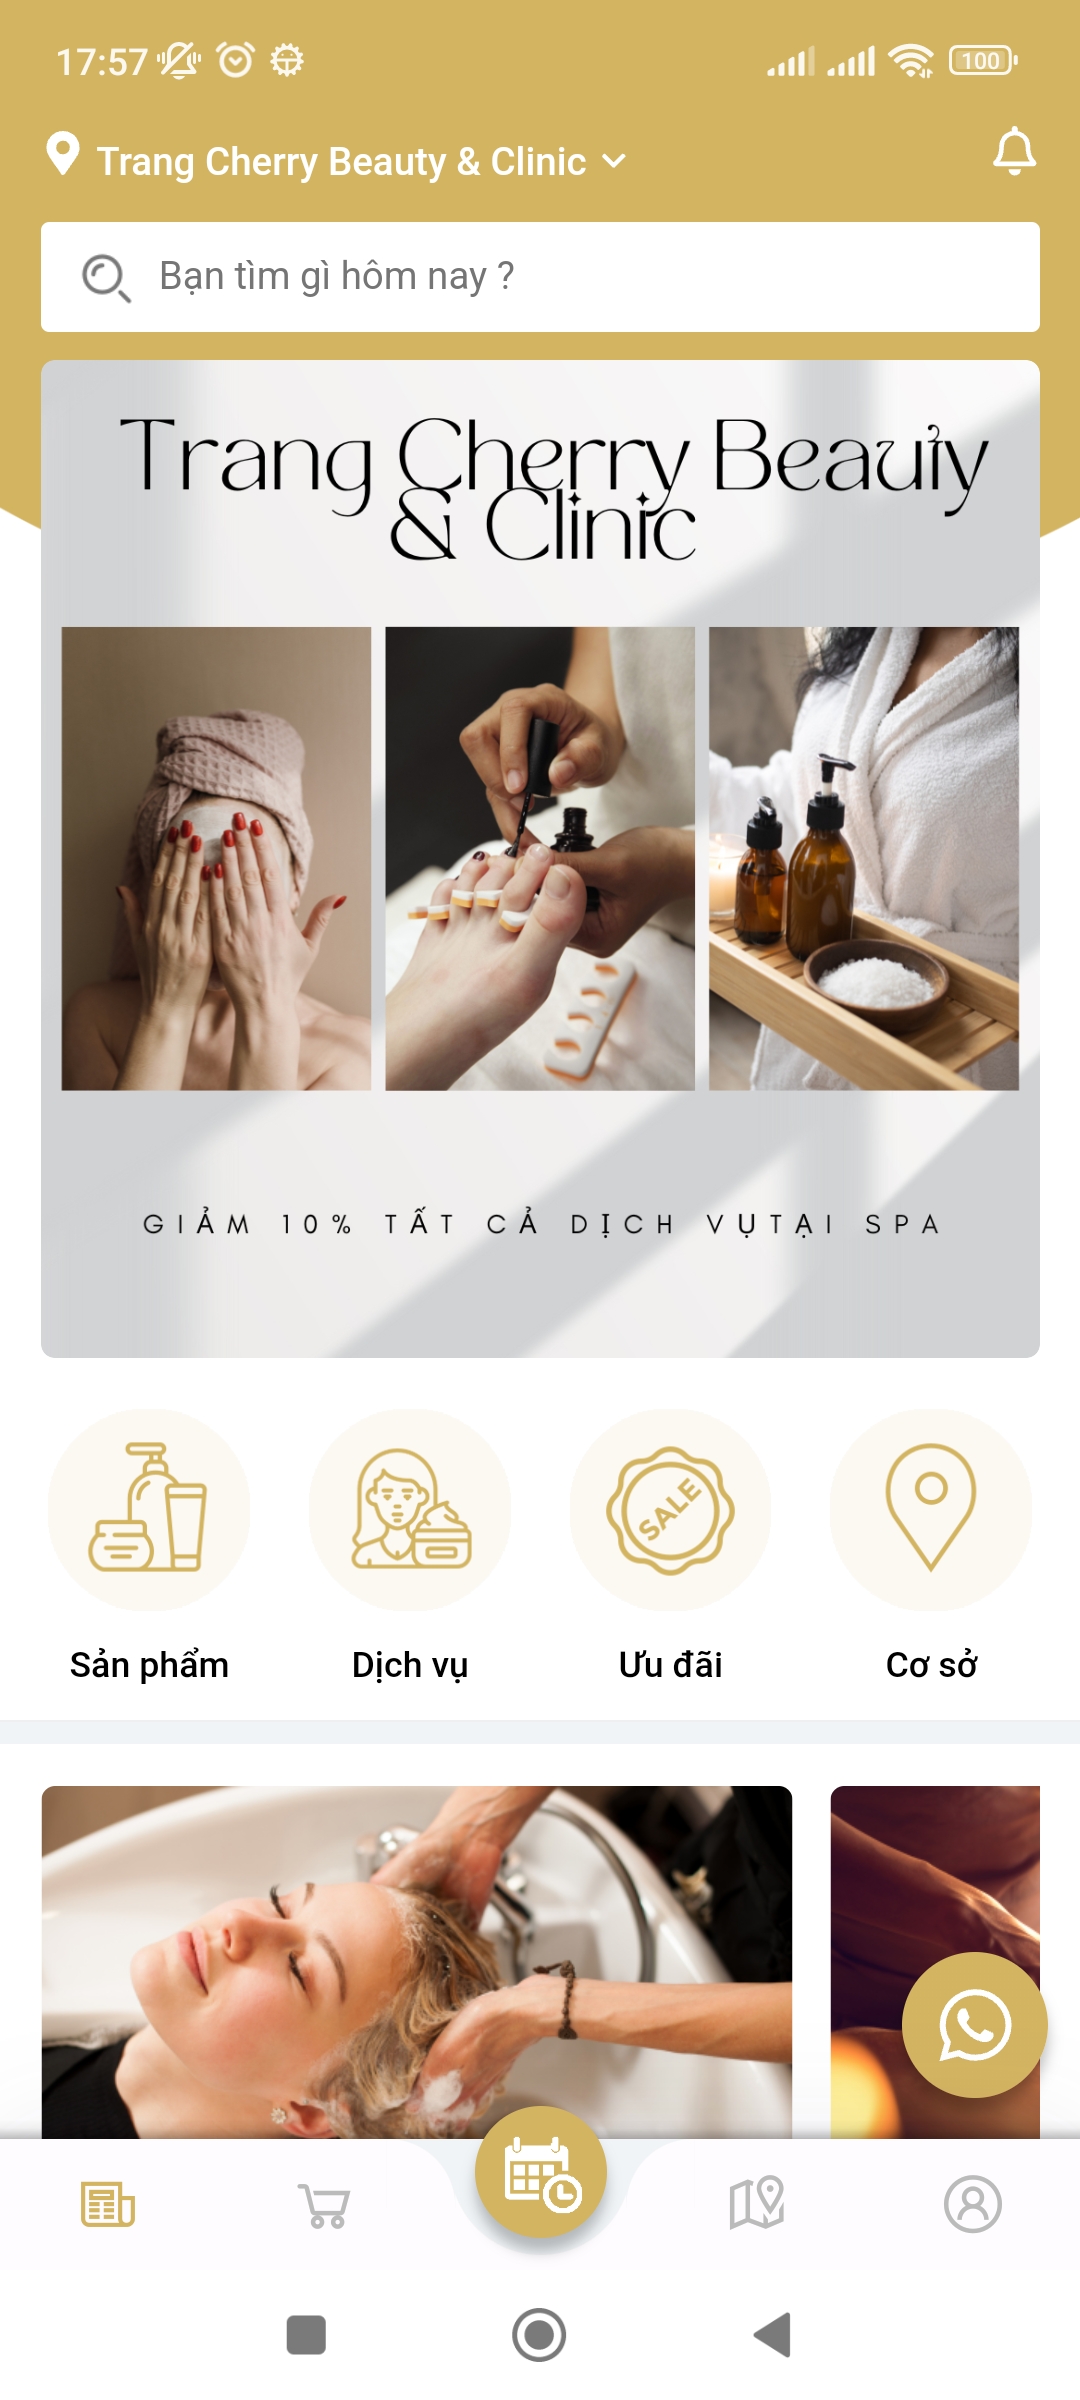 17:57
100
Trang Cherry Beauty & Clinic
Bạn tìm gì hôm nay ?
Trang Cherry Beauty
& Clinic
GIẢM 10% TẤT CẢ DỊCH VỤTẠI SPA
SALE
Sản phẩm
Dịch vụ
Ưu đãi
Cơ sở